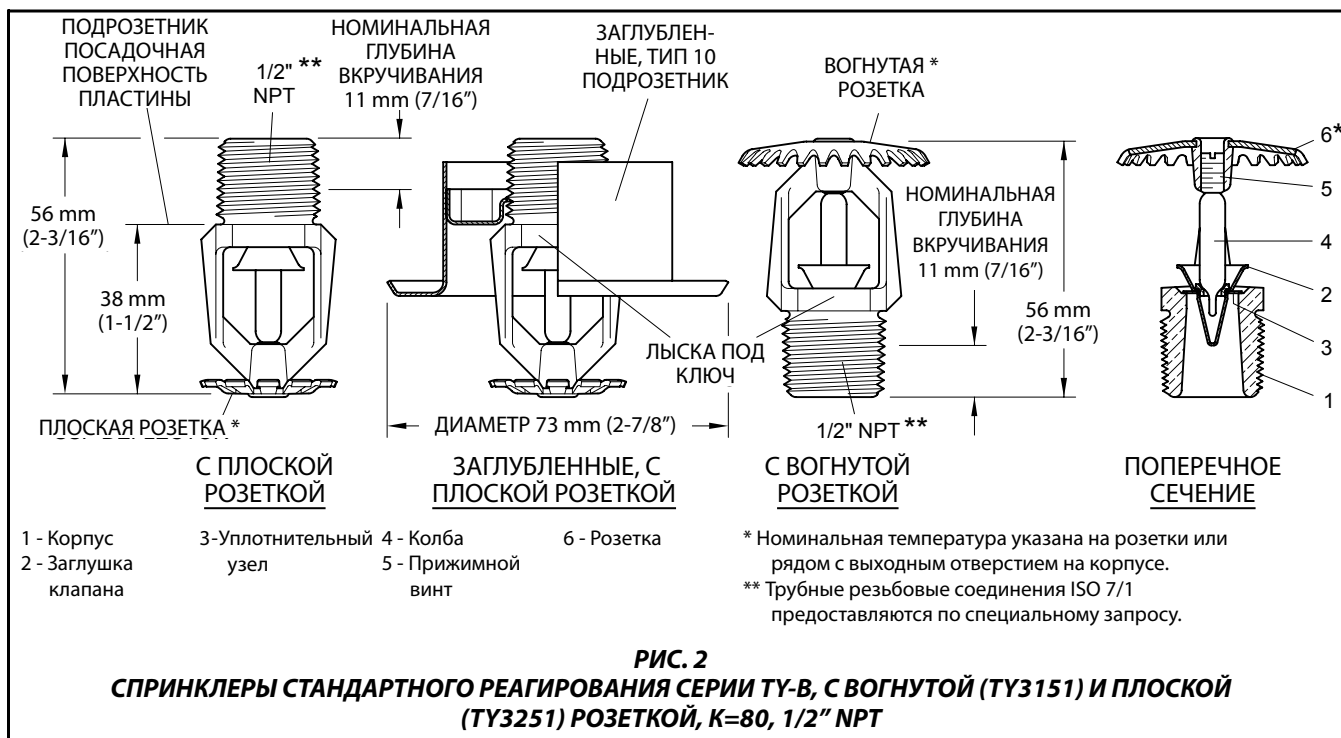 ПОДРОЗЕТНИК
ПОСАДОЧНАЯ
ПОВЕРХНОСТЬ
ПЛАСТИНЫ
1/2" **
NPT
НОМИНАЛЬНАЯ
ГЛУБИНА
ВКРУЧИВАНИЯ
11 mm (7/16”)
ЗАГЛУБЛЕН-
НЫЕ, ТИП 10
ПОДРОЗЕТНИК
ВОГНУТАЯ *
РОЗЕТКА
56 mm
(2-3/16”)
38 mm
(1-1/2”)
НОМИНАЛЬНАЯ
ГЛУБИНА
ВКРУЧИВАНИЯ
11 mm (7/16”)
56 mm
(2-3/16”)
6*
5
4
2
3
1
ЛЫСКА ПОД
КЛЮЧ
ПЛОСКАЯ РОЗЕТКА *
ДИАМЕТР 73 mm (2-7/8”)
1/2" NPT **
С ПЛОСКОЙ
РОЗЕТКОЙ
ЗАГЛУБЛЕННЫЕ, С
ПЛОСКОЙ РОЗЕТКОЙ
С ВОГНУТОЙ
РОЗЕТКОЙ
ПОПЕРЕЧНОЕ
СЕЧЕНИЕ
1 - Корпус
2 - Заглушка
клапана
3-Уплотнительный
узел
4 - Колба
5 - Прижимной
винт
6 - Розетка
* Номинальная температура указана на розетки или
рядом с выходным отверстием на корпусе.
** Трубные резьбовые соединения ISO 7/1
предоставляются по специальному запросу.
РИС. 2
СПРИНКЛЕРЫ СТАНДАРТНОГО РЕАГИРОВАНИЯ СЕРИИ TY-B, С ВОГНУТОЙ (TY3151) И ПЛОСКОЙ
(TY3251) РОЗЕТКОЙ, K=80, 1/2” NPT